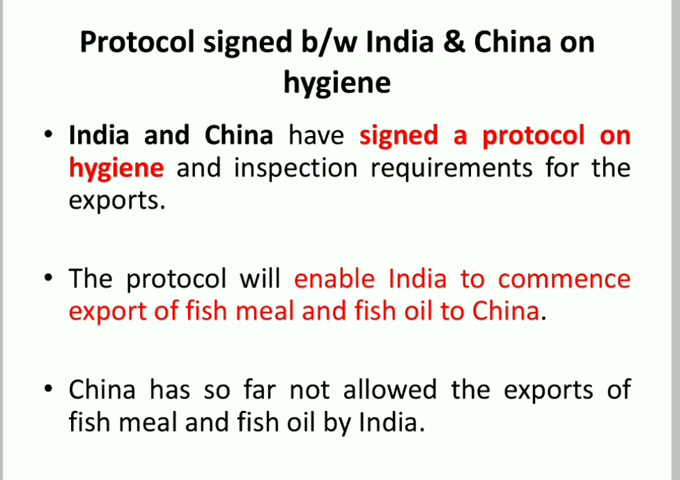 Protocol signed b/w India & China on
hygiene
• India and China have signed a protocol on
hygiene and inspection requirements for the
exports.
• The protocol will enable India to commence
export of fish meal and fish oil to China.
• China has so far not allowed the exports of
fish meal and fish oil by India.